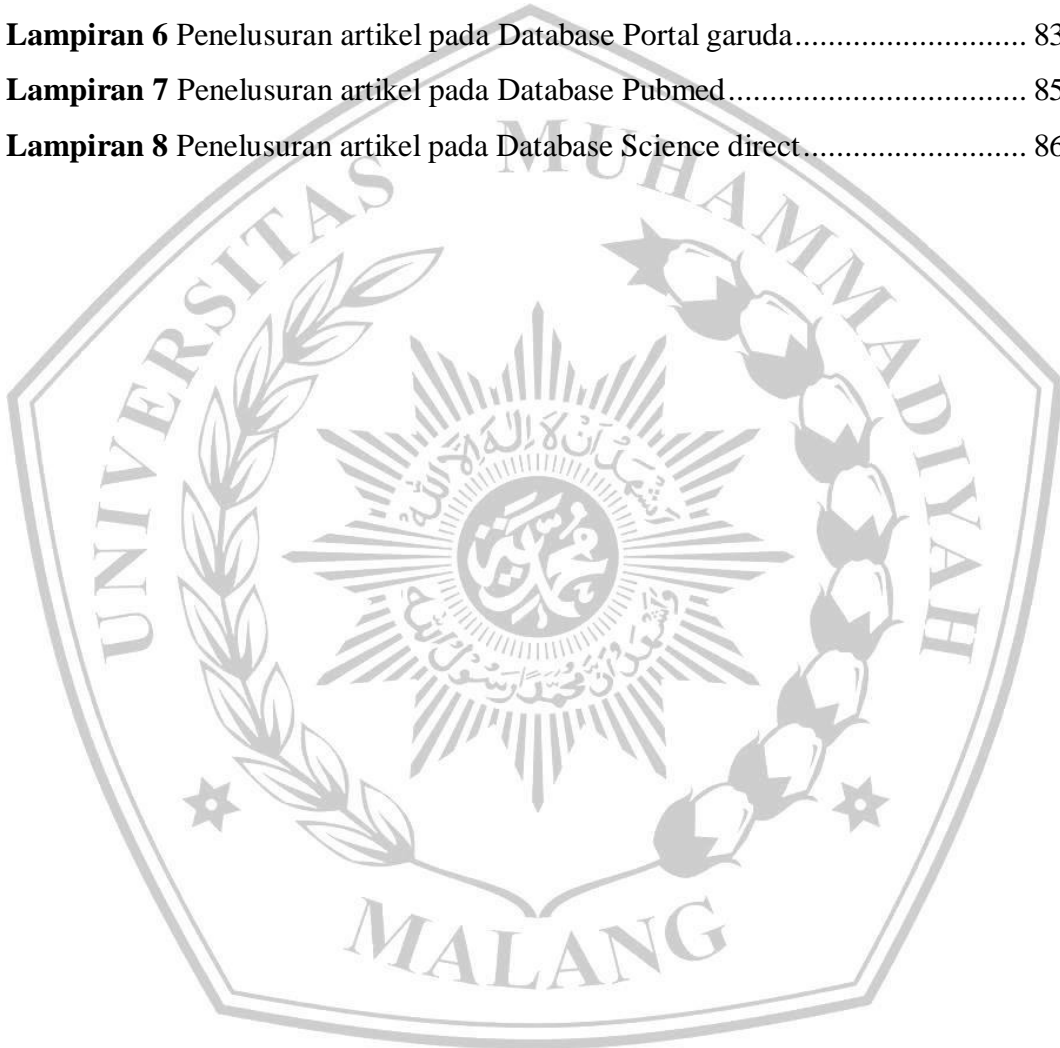 Lampiran 6 Penelusuran artikel pada Database Portal garuda............................ 83
Lampiran 7 Penelusuran artikel pada Database Pubmed.................................... 85
Lampiran 8 Penelusuran artikel pada Database Science direct........................... 86
UNIVERSITAS MUHAMMADIYAH
MALANG